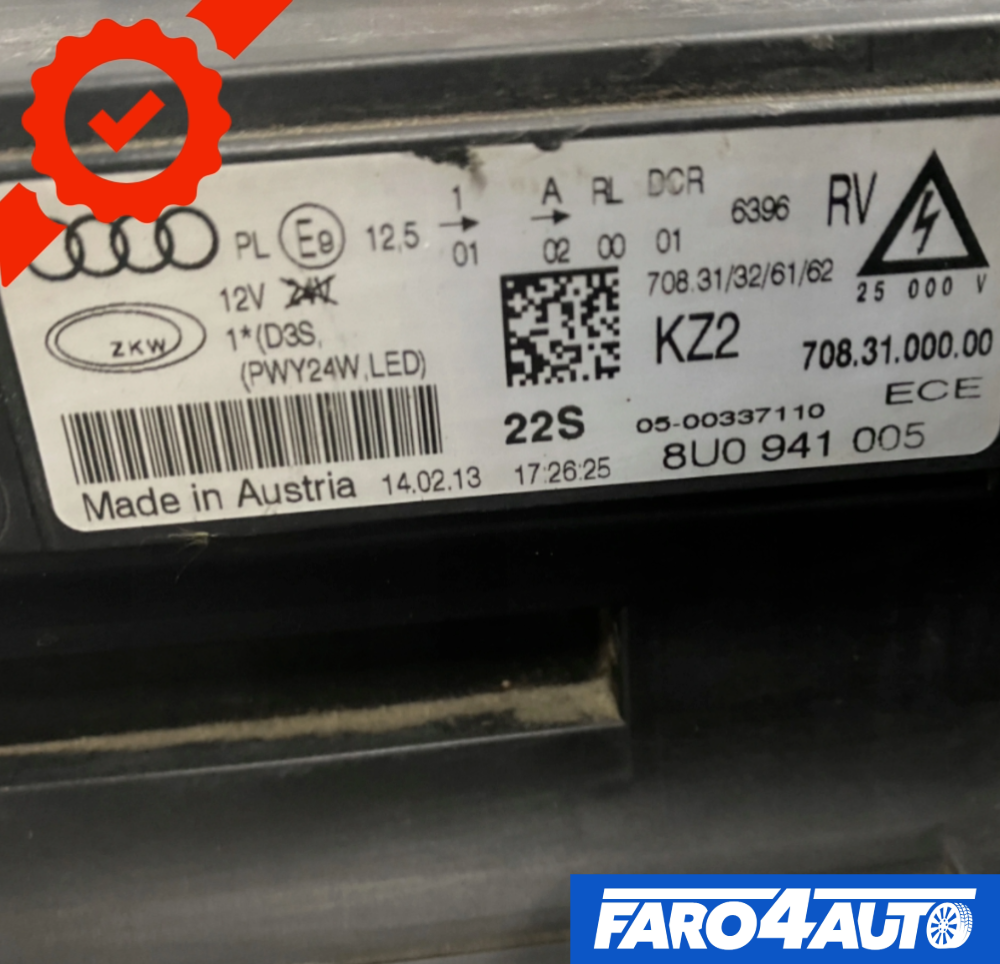 PL E9 12,5 1 → 01 A → 02 RL 00 DCR 01 6396 RV
12V 24V
708.31/32/61/62
25 000 V
ZKW
1*(D3S,
(PWY24W,LED)
KZ2
708.31.000.00
ECE
22S
05-00337110
8U0 941 005
Made in Austria 14.02.13 17:26:25
FARO4AUTO